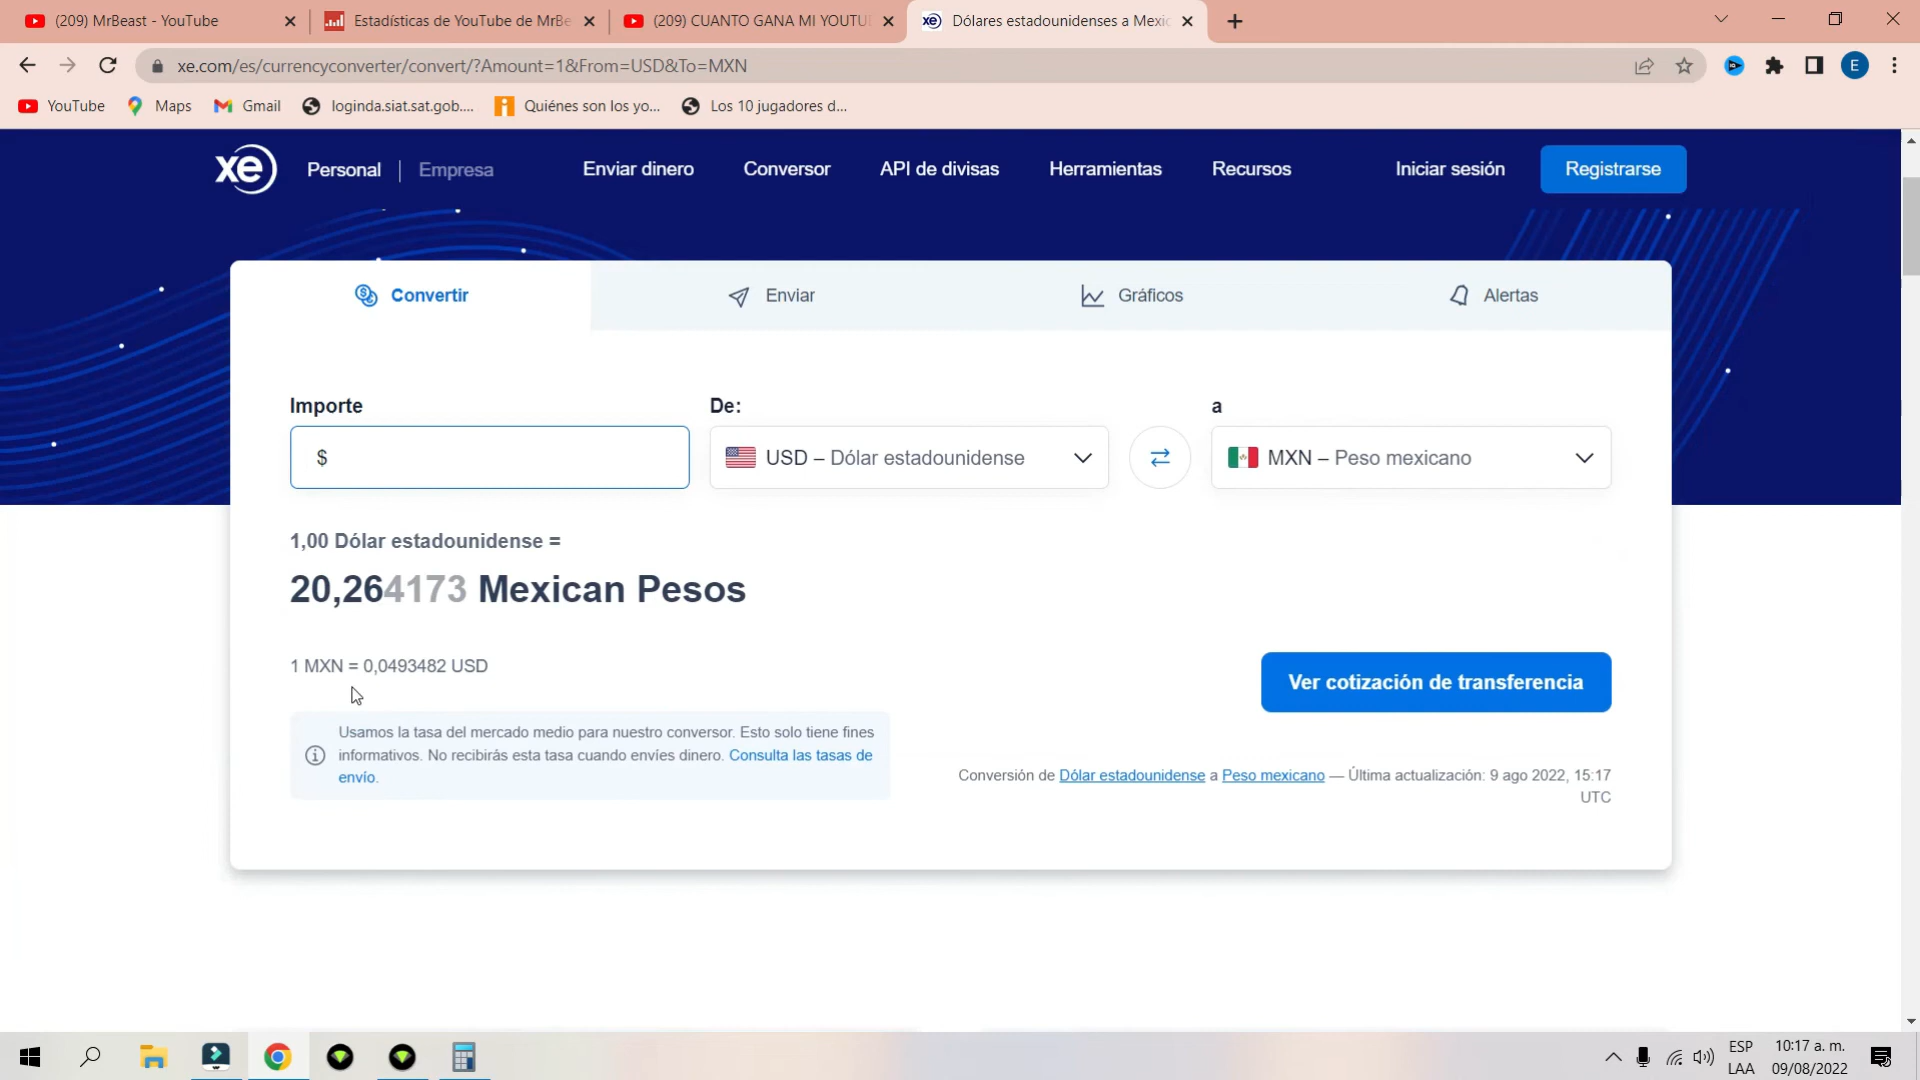 (209) MrBeast - YouTube
Estadísticas de YouTube de MrBe
(209) CUANTO GANA MI YOUTU
xe Dólares estadounidenses a Mexic
xe.com/es/currencyconverter/convert/?Amount=1&From=USD&To=MXN
E
YouTube
Maps
Gmail
loginda.siat.sat.gob....
Quiénes son los yo...
Los 10 jugadores d...
xe
Personal
Empresa
Enviar dinero
Conversor
API de divisas
Herramientas
Recursos
Iniciar sesión
Registrarse
Convertir
Enviar
Gráficos
Alertas
Importe
De:
a
$
USD – Dólar estadounidense
MXN – Peso mexicano
1,00 Dólar estadounidense =
20,264173 Mexican Pesos
1 MXN = 0,0493482 USD
Ver cotización de transferencia
Usamos la tasa del mercado medio para nuestro conversor. Esto solo tiene fines
informativos. No recibirás esta tasa cuando envíes dinero. Consulta las tasas de
envío.
Conversión de Dólar estadounidense a Peso mexicano — Última actualización: 9 ago 2022, 15:17
UTC
ESP
LAA
10:17 a. m.
09/08/2022